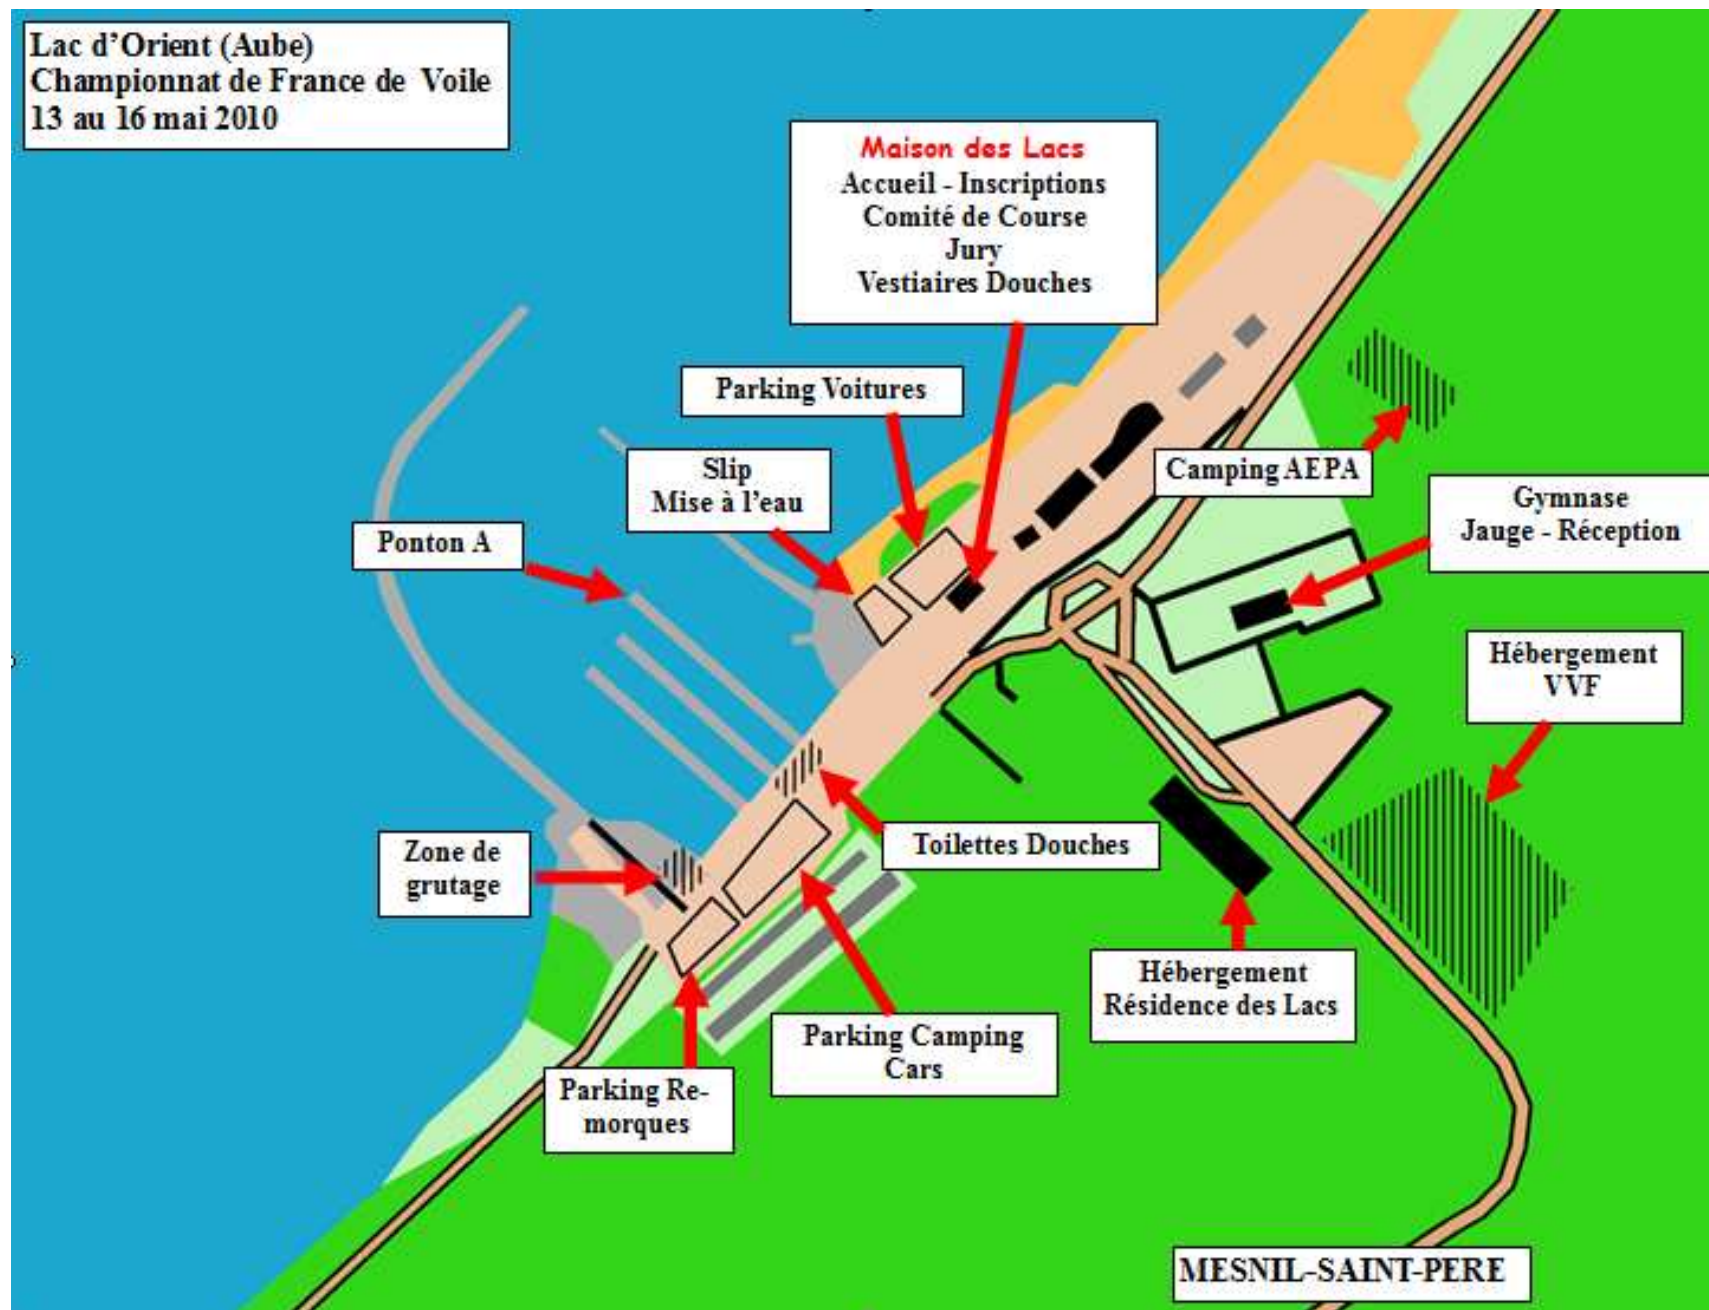 Lac d'Orient (Aube)
Championnat de France de Voile
13 au 16 mai 2010
Maison des Lacs
Accueil - Inscriptions
Comité de Course
Jury
Vestiaires Douches
Parking Voitures
Slip
Mise à l'eau
Camping AEPA
Gymnase
Jauge - Réception
Ponton A
Hébergement
VVF
Zone de
grutage
Toilettes Douches
Hébergement
Résidence des Lacs
Parking Camping
Cars
Parking Re-
morques
MESNIL-SAINT-PERE